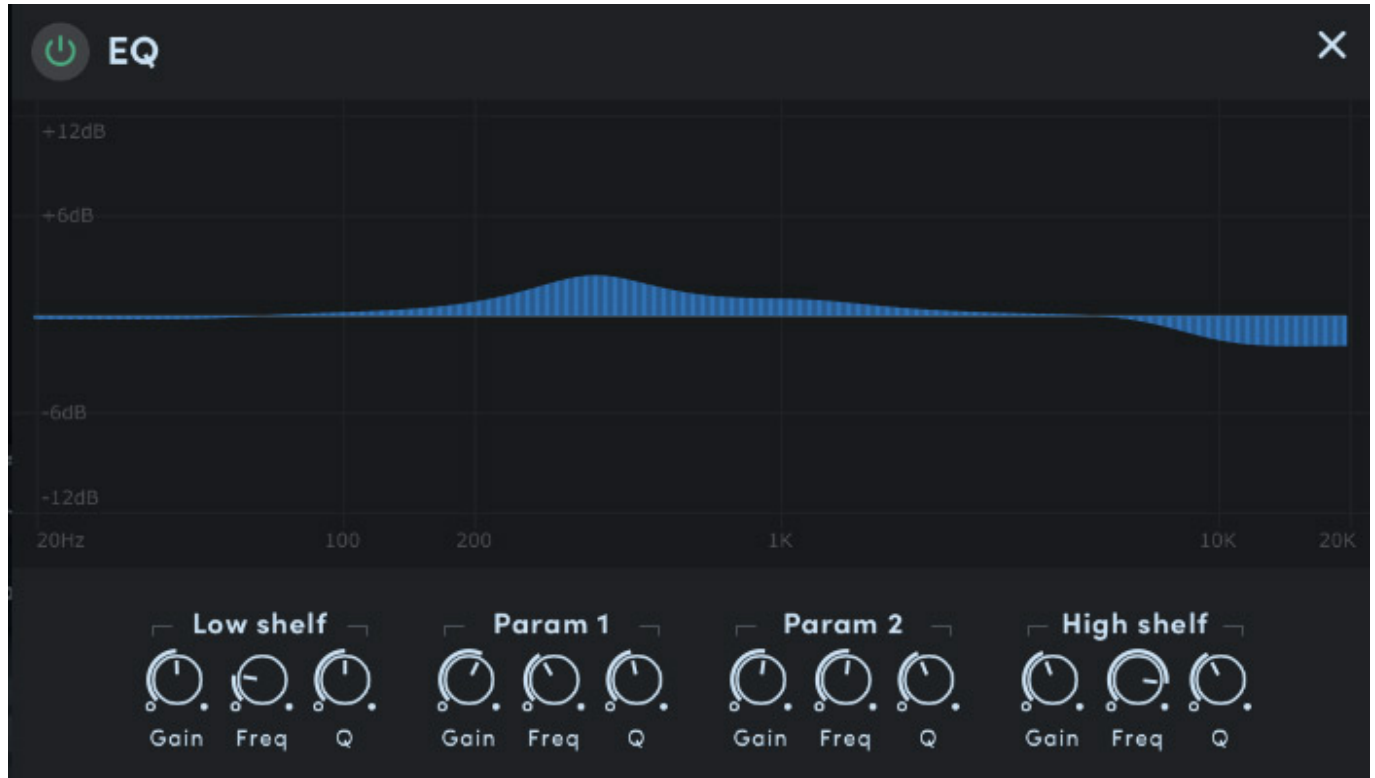 EQ
+12dB
+6dB
-6dB
-12dB
20Hz 100 200 1K 10K 20K
Low shelf Param 1 Param 2 High shelf
Gain Freq Q Gain Freq Q Gain Freq Q Gain Freq Q